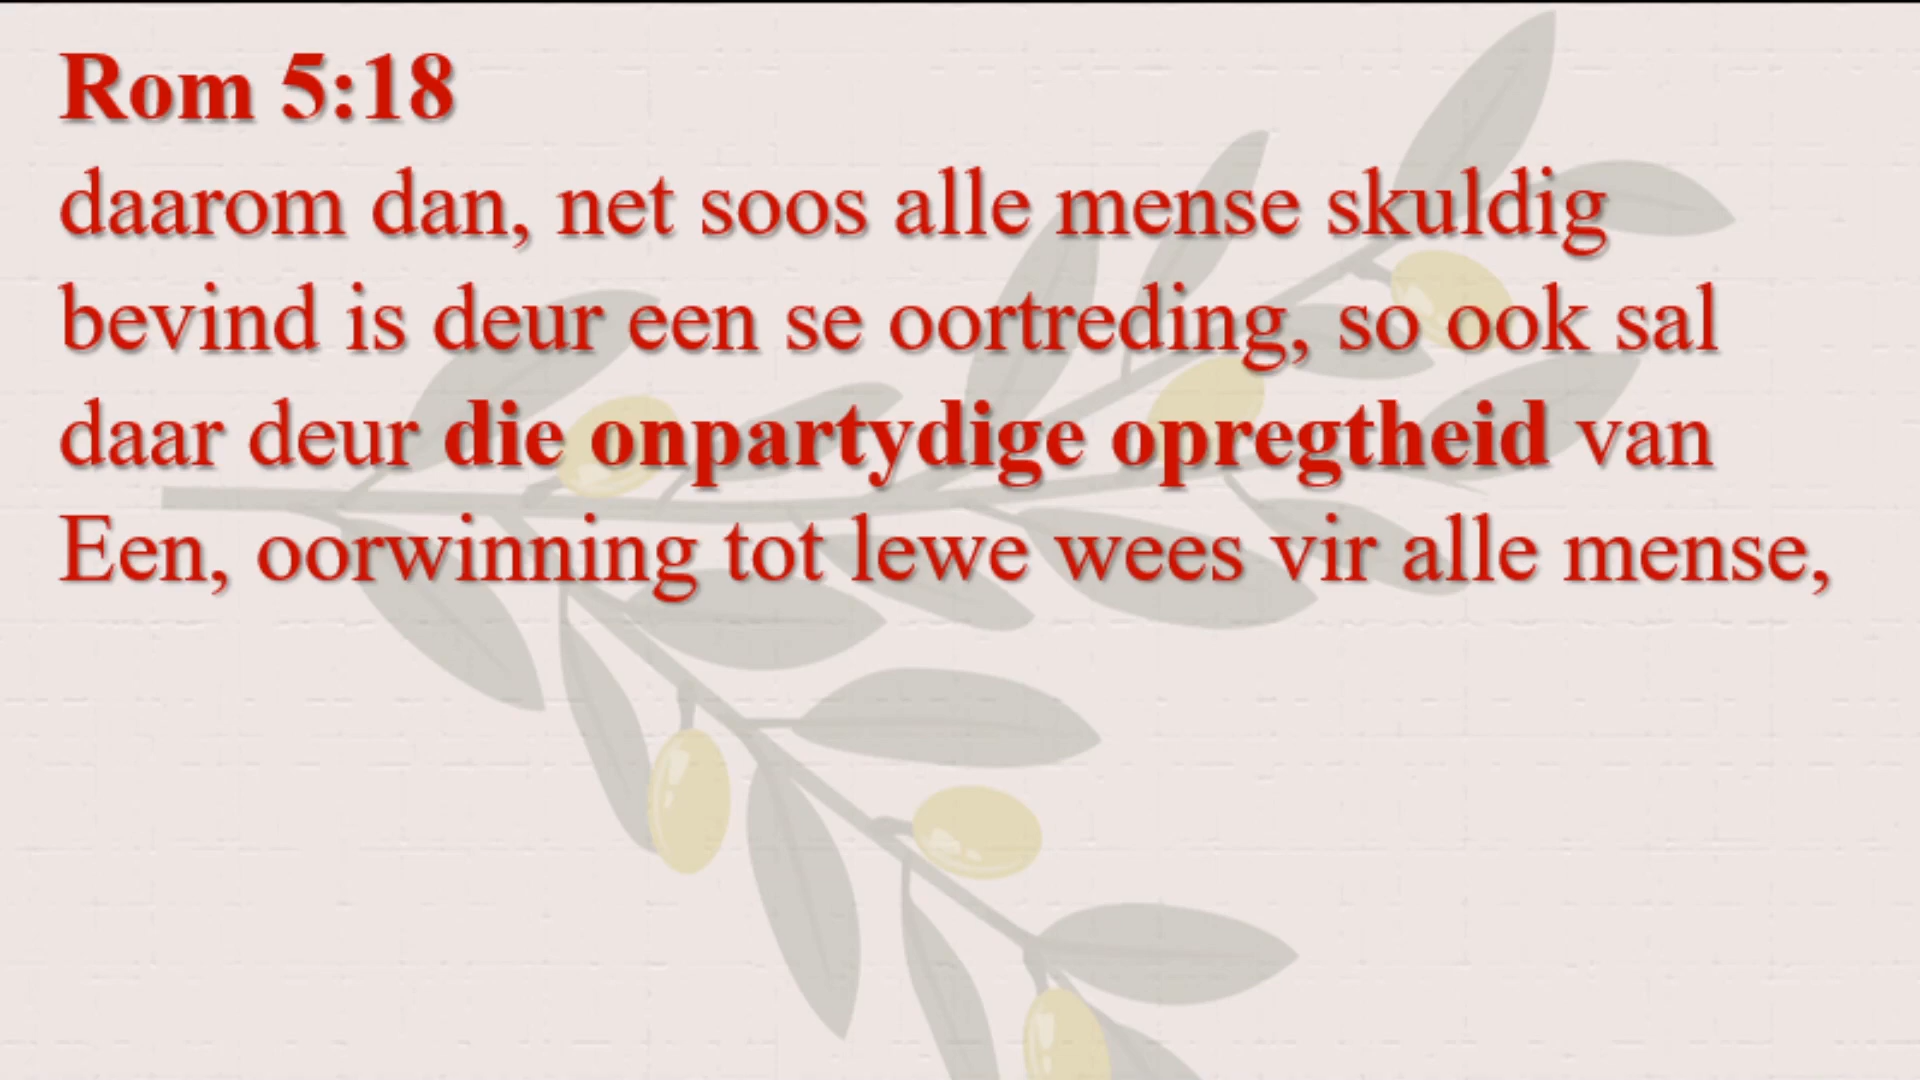 Rom 5:18
daarom dan, net soos alle mense skuldig
bevind is deur een se oortreding, so ook sal
daar deur die onpartydige opregtheid van
Een, oorwinning tot lewe wees vir alle mense,